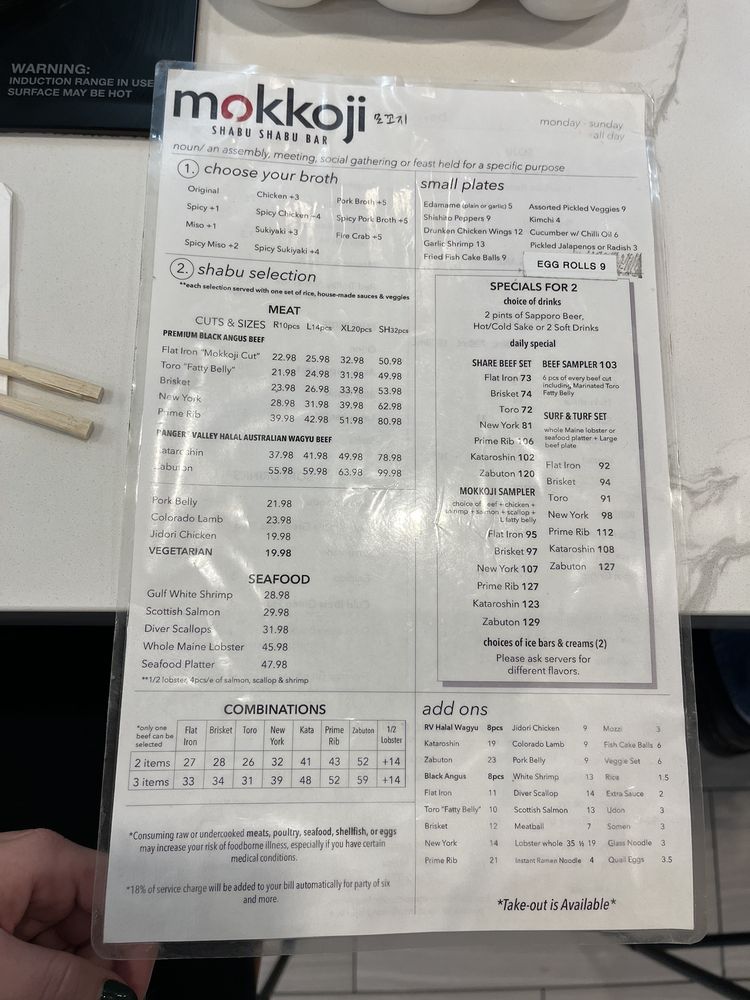 WARNING:
INDUCTION RANGE IN USE
SURFACE MAY BE HOT
mokkoji 모꼬지
SHABU SHABU BAR
monday - sunday
all day
noun/ an assembly, meeting, social gathering or feast held for a specific purpose
1. choose your broth
Original Chicken +3 Pork Broth +5
Spicy +1 Spicy Chicken +4 Spicy Pork Broth +5
Miso +1 Sukiyaki +3 Fire Crab +5
Spicy Miso +2 Spicy Sukiyaki +4
small plates
Edamame (plain or garlic) 5 Assorted Pickled Veggies 9
Shishito Peppers 9 Kimchi 4
Drunken Chicken Wings 12 Cucumber w/ Chili Oil 6
Garlic Shrimp 13 Pickled Jalapenos or Radish 3
Fried Fish Cake Balls 9 EGG ROLLS 9
2. shabu selection
**each selection served with one set of rice, house-made sauces & veggies
MEAT
CUTS & SIZES R10pcs L14pcs XL20pcs SH32pcs
PREMIUM BLACK ANGUS BEEF
Flat Iron "Mokkoji Cut" 22.98 25.98 32.98 50.98
Toro "Fatty Belly" 21.98 24.98 31.98 49.98
Brisket 23.98 26.98 33.98 53.98
New York 28.98 31.98 39.98 62.98
Prime Rib 39.98 42.98 51.98 80.98
RANGERS VALLEY HALAL AUSTRALIAN WAGYU BEEF
Kataroshin 37.98 41.98 49.98 78.98
Zabuton 55.98 59.98 63.98 99.98
Pork Belly 21.98
Colorado Lamb 23.98
Jidori Chicken 19.98
VEGETARIAN 19.98
SEAFOOD
Gulf White Shrimp 28.98
Scottish Salmon 29.98
Diver Scallops 31.98
Whole Maine Lobster 45.98
Seafood Platter 47.98
**1/2 lobster, 4pcs/e of salmon, scallop & shrimp
SPECIALS FOR 2
choice of drinks
2 pints of Sapporo Beer,
Hot/Cold Sake or 2 Soft Drinks
daily special
SHARE BEEF SET
Flat Iron 73
Brisket 74
Toro 72
New York 81
Prime Rib 106
Kataroshin 102
Zabuton 120
MOKKOJI SAMPLER
choice of beef + chicken +
shrimp + salmon + scallop +
L fatty belly
Flat Iron 95
Brisket 97
New York 107
Prime Rib 127
Kataroshin 123
Zabuton 129
BEEF SAMPLER 103
6 pcs of every beef cut
including Marinated Toro
Fatty Belly
SURF & TURF SET
whole Maine lobster or
seafood platter + Large
beef plate
Flat Iron 92
Brisket 94
Toro 91
New York 98
Prime Rib 112
Kataroshin 108
Zabuton 127
choices of ice bars & creams (2)
Please ask servers for
different flavors.
COMBINATIONS
*only one beef can be selected Flat Iron Brisket Toro New York Kata Prime Rib Zabuton 1/2 Lobster
2 items 27 28 26 32 41 43 52 +14
3 items 33 34 31 39 48 52 59 +14
*Consuming raw or undercooked meats, poultry, seafood, shellfish, or eggs
may increase your risk of foodborne illness, especially if you have certain
medical conditions.
*18% of service charge will be added to your bill automatically for party of six
and more.
add ons
RV Halal Wagyu 8pcs Jidori Chicken 9 Mozzi 3
Kataroshin 19 Colorado Lamb 9 Fish Cake Balls 6
Zabuton 23 Pork Belly 9 Veggie Set 6
Black Angus 8pcs White Shrimp 13 Rice 1.5
Flat Iron 11 Diver Scallop 14 Extra Sauce 2
Toro "Fatty Belly" 10 Scottish Salmon 13 Udon 3
Brisket 12 Meatball 7 Somen 3
New York 14 Lobster whole 35 ½ 19 Glass Noodle 3
Prime Rib 21 Instant Ramen Noodle 4 Quail Eggs 3.5
*Take-out is Available*